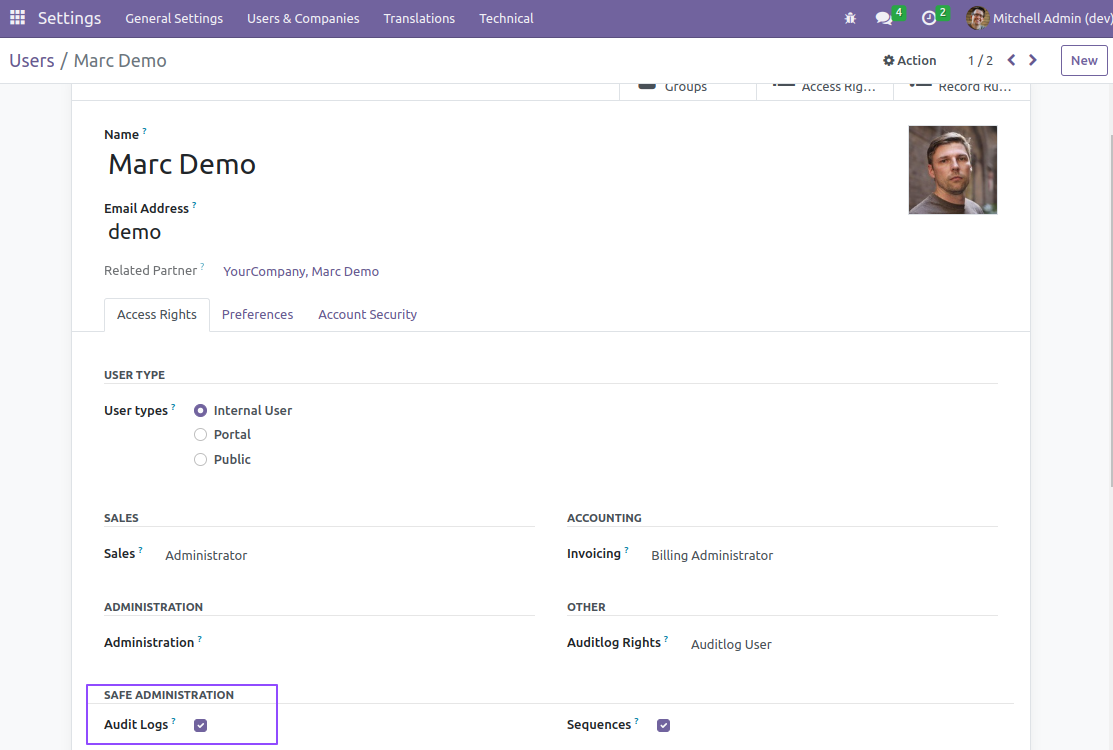 Settings General Settings Users & Companies Translations Technical 4 2 Mitchell Admin (dev)
Users / Marc Demo Action 1 / 2 New
Groups Access Rig... Record Ru...
Name ?
Marc Demo
Email Address ?
demo
Related Partner ? YourCompany, Marc Demo
Access Rights Preferences Account Security
USER TYPE
User types ? Internal User
Portal
Public
SALES ACCOUNTING
Sales ? Administrator Invoicing ? Billing Administrator
ADMINISTRATION OTHER
Administration ? Auditlog Rights ? Auditlog User
SAFE ADMINISTRATION
Audit Logs ? Sequences ?